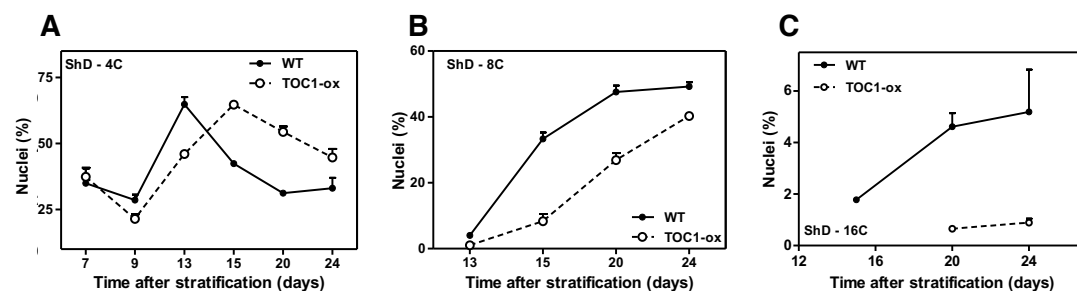 A
ShD - 4C
WT
TOC1-ox
75
50
25
Nuclei (%)
7 9 13 15 20 24
Time after stratification (days)
B
ShD - 8C
60
40
20
0
Nuclei (%)
WT
TOC1-ox
13 15 20 24
Time after stratification (days)
C
WT
TOC1-ox
6
4
2
0
Nuclei (%)
ShD - 16C
12 16 20 24
Time after stratification (days)